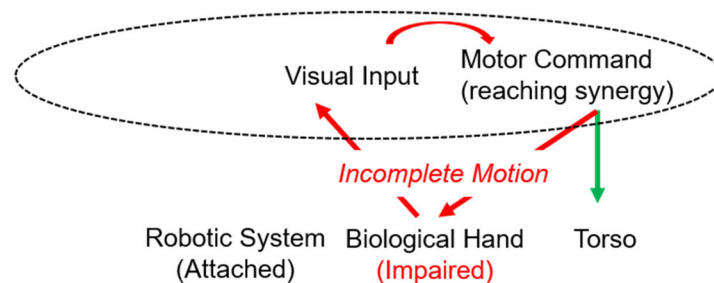 Visual Input
Motor Command
(reaching synergy)
Incomplete Motion
Robotic System
(Attached)
Biological Hand
(Impaired)
Torso